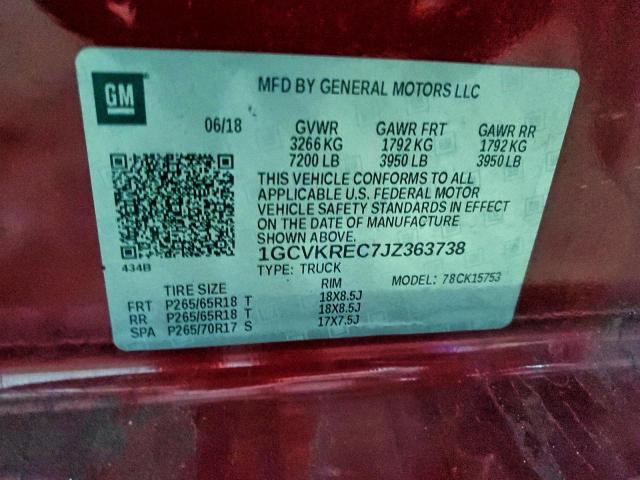 GM
MFD BY GENERAL MOTORS LLC
06/18 GVWR GAWR FRT GAWR RR
3266 KG 1792 KG 1792 KG
7200 LB 3950 LB 3950 LB
THIS VEHICLE CONFORMS TO ALL
APPLICABLE U.S. FEDERAL MOTOR
VEHICLE SAFETY STANDARDS IN EFFECT
ON THE DATE OF MANUFACTURE
SHOWN ABOVE.
1GCVKREC7JZ363738
434B
TYPE: TRUCK MODEL: 78CK15753
TIRE SIZE RIM
FRT P265/65R18 T 18X8.5J
RR P265/65R18 T 18X8.5J
SPA P265/70R17 S 17X7.5J